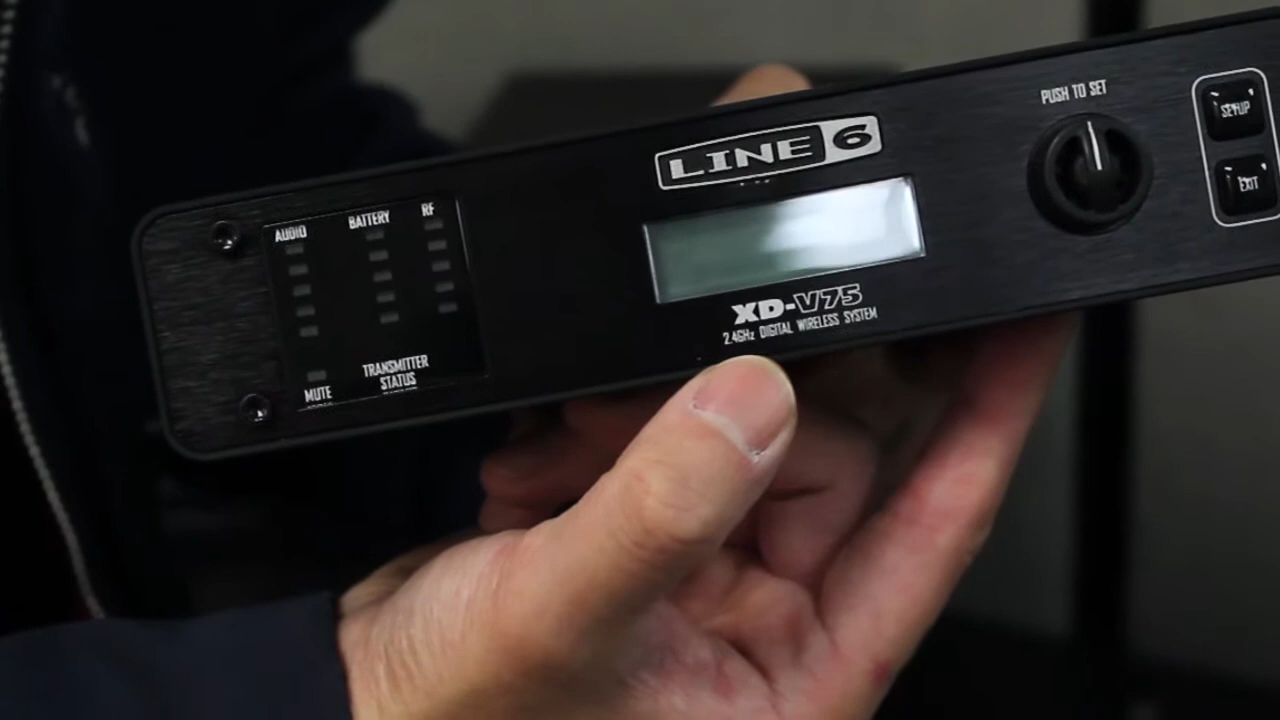 AUDIO
BATTERY
RF
MUTE
TRANSMITTER
STATUS
LINE 6
XD-V75
2.4GHz DIGITAL WIRELESS SYSTEM
PUSH TO SET
SETUP
EXIT